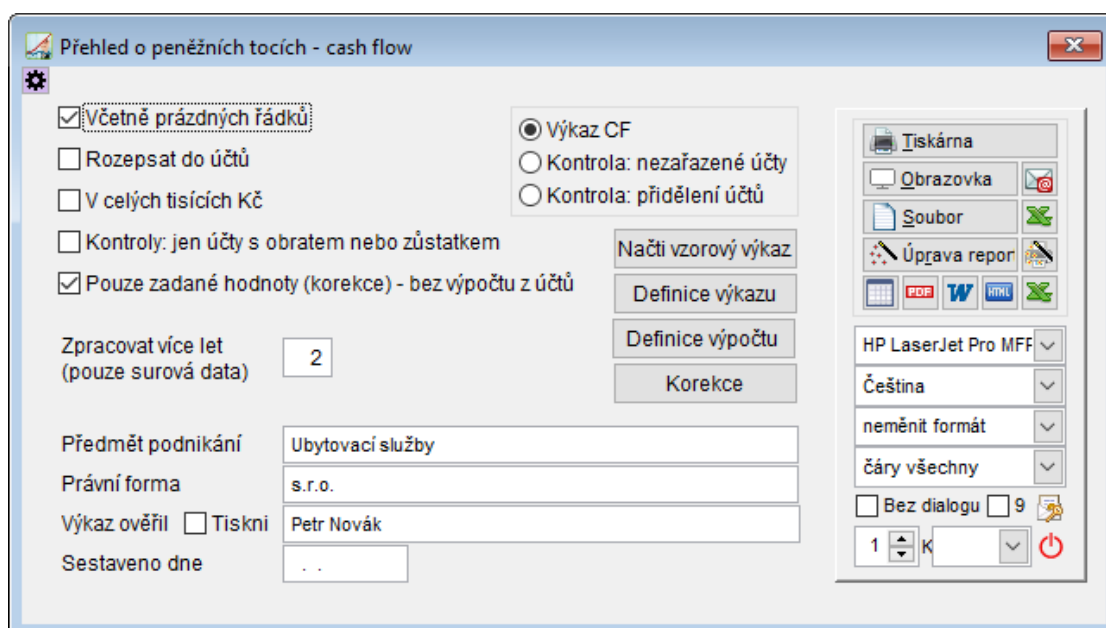 Přehled o peněžních tocích - cash flow
Včetně prázdných řádků
Rozepsat do účtů
V celých tisících Kč
Kontroly: jen účty s obratem nebo zůstatkem
Pouze zadané hodnoty (korekce) - bez výpočtu z účtů
Výkaz CF
Kontrola: nezařazené účty
Kontrola: přidělení účtů
Načti vzorový výkaz
Definice výkazu
Definice výpočtu
Korekce
Zpracovat více let
(pouze surová data)
2
Předmět podnikání
Ubytovací služby
Právní forma
s.r.o.
Výkaz ověřil
Tiskni
Petr Novák
Sestaveno dne
. .
Tiskárna
Obrazovka
Soubor
Úprava repor
PDF
W
HTML
HP LaserJet Pro MFF
Čeština
neměnit formát
čáry všechny
Bez dialogu
9
1
K